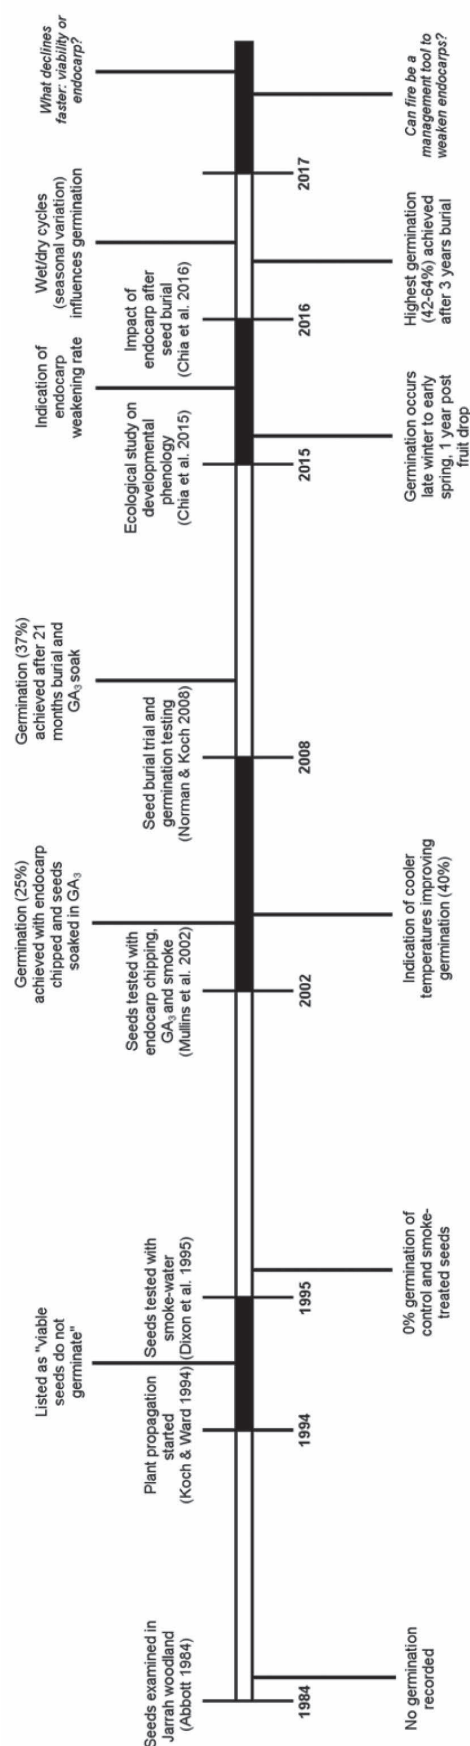 Seeds examined in
Jarrah woodland
(Abbott 1984)
1984
No germination
recorded
Listed as "viable
seeds do not
germinate"
Plant propagation
started
(Koch & Ward 1994)
1994
Seeds tested with
smoke-water
(Dixon et al. 1995)
1995
0% germination of
control and smoke-
treated seeds
Germination (25%)
achieved with endocarp
chipped and seeds
soaked in GA₃
Seeds tested with
endocarp chipping,
GA₃ and smoke
(Mullins et al. 2002)
2002
Indication of cooler
temperatures improving
germination (40%)
Germination (37%)
achieved after 21
months burial and
GA₃ soak
Seed burial trial and
germination testing
(Norman & Koch 2008)
2008
Indication of
endocarp
weakening rate
Ecological study on
developmental
phenology
(Chia et al. 2015)
2015
Germination occurs
late winter to early
spring, 1 year post
fruit drop
Wet/dry cycles
(seasonal variation)
influences germination
Impact of
endocarp after
seed burial
(Chia et al. 2016)
2016
Highest germination
(42-64%) achieved
after 3 years burial
What declines
faster: viability or
endocarp?
2017
Can fire be a
management tool to
weaken endocarps?